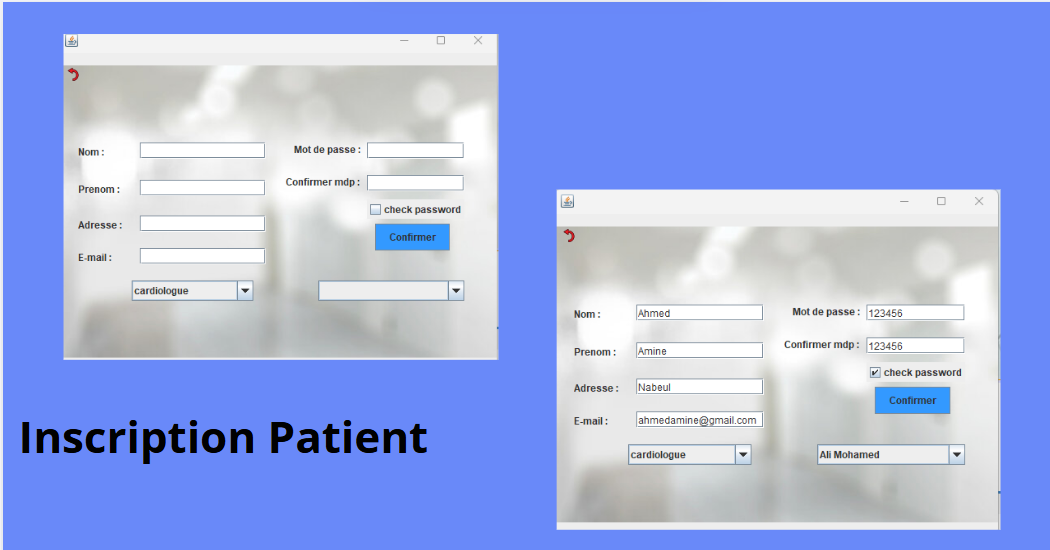 Nom :
Mot de passe :
Prenom :
Confirmer mdp :
check password
Adresse :
Confirmer
E-mail :
cardiologue
Inscription Patient
Nom : Ahmed
Mot de passe : 123456
Prenom : Amine
Confirmer mdp : 123456
check password
Adresse : Nabeul
Confirmer
E-mail : ahmedamine@gmail.com
cardiologue
Ali Mohamed